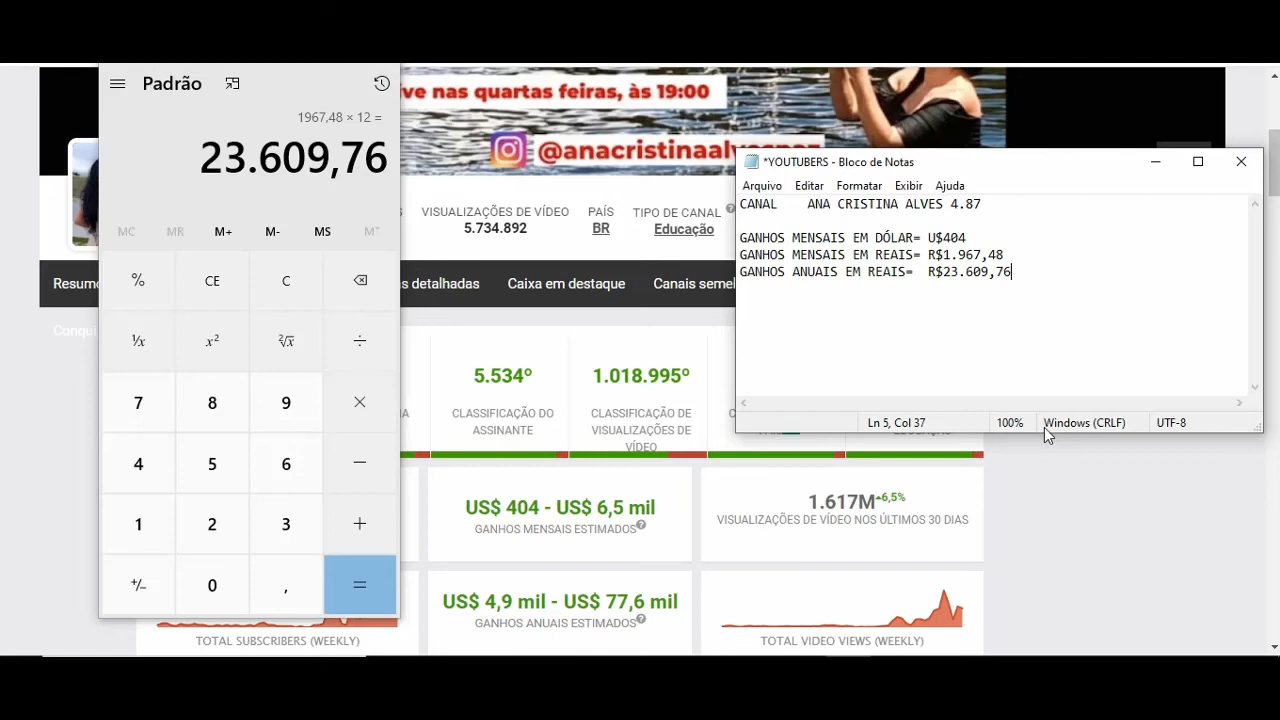 Padrão
1967,48 × 12 =
23.609,76
MC MR M+ M- MS
% CE C
¹/x x² ²√x ÷
7 8 9 ×
4 5 6 −
1 2 3 +
+/− 0 , =
ve nas quartas feiras, às 19:00
VISUALIZAÇÕES DE VÍDEO
5.734.892
PAÍS
BR
TIPO DE CANAL
Educação
Resumo
s detalhadas
Caixa em destaque
Canais
Conqui
*YOUTUBERS - Bloco de Notas
Arquivo Editar Formatar Exibir Ajuda
CANAL ANA CRISTINA ALVES 4.87
GANHOS MENSAIS EM DÓLAR= U$404
GANHOS MENSAIS EM REAIS= R$1.967,48
GANHOS ANUAIS EM REAIS= R$23.609,76
Ln 5, Col 37 100% Windows (CRLF) UTF-8
5.534º
CLASSIFICAÇÃO DO
ASSINANTE
1.018.995º
CLASSIFICAÇÃO DE
VISUALIZAÇÕES DE
VÍDEO
US$ 404 - US$ 6,5 mil
GANHOS MENSAIS ESTIMADOS
1.617M 6,5%
VISUALIZAÇÕES DE VÍDEO NOS ÚLTIMOS 30 DIAS
US$ 4,9 mil - US$ 77,6 mil
GANHOS ANUAIS ESTIMADOS
TOTAL SUBSCRIBERS (WEEKLY)
TOTAL VIDEO VIEWS (WEEKLY)